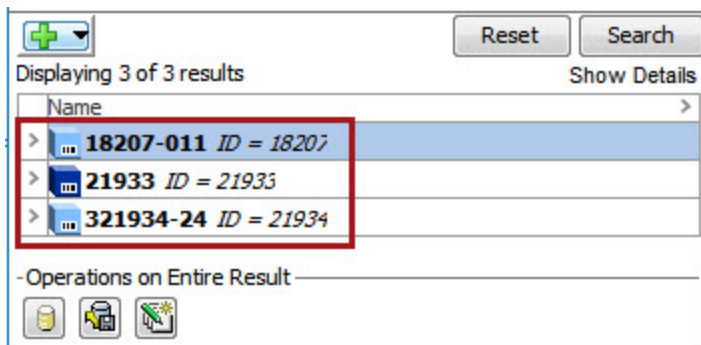 Reset Search
Displaying 3 of 3 results Show Details
Name
18207-011 ID = 18207
21933 ID = 21933
321934-24 ID = 21934
Operations on Entire Result